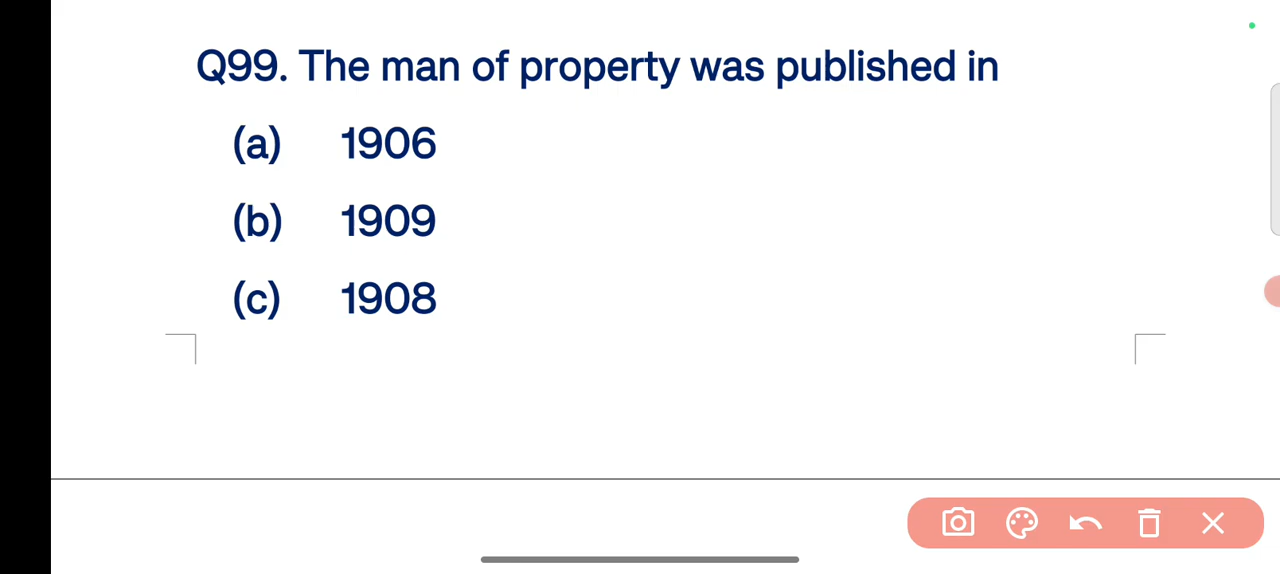 Q99. The man of property was published in
(a) 1906
(b) 1909
(c) 1908